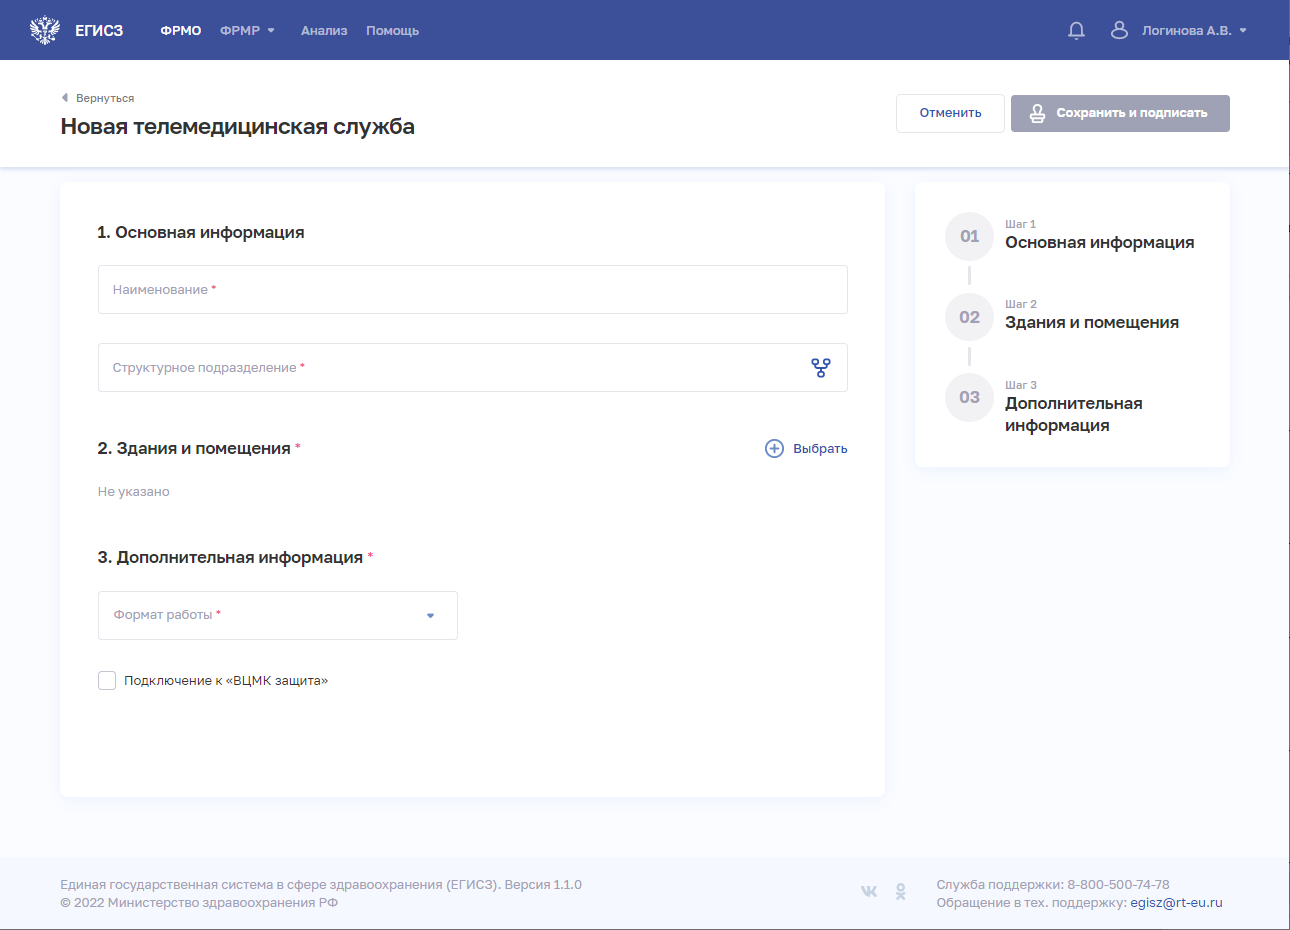 ЕГИСЗ
ФРМО ФРМР Анализ Помощь
Логинова А.В.
Вернуться
Новая телемедицинская служба
Отменить
Сохранить и подписать
1. Основная информация
Наименование *
Структурное подразделение *
2. Здания и помещения *
Выбрать
Не указано
3. Дополнительная информация *
Формат работы *
Подключение к «ВЦМК защита»
01
Шаг 1
Основная информация
02
Шаг 2
Здания и помещения
03
Шаг 3
Дополнительная
информация
Единая государственная система в сфере здравоохранения (ЕГИСЗ). Версия 1.1.0
© 2022 Министерство здравоохранения РФ
Служба поддержки: 8-800-500-74-78
Обращение в тех. поддержку: egisz@rt-eu.ru